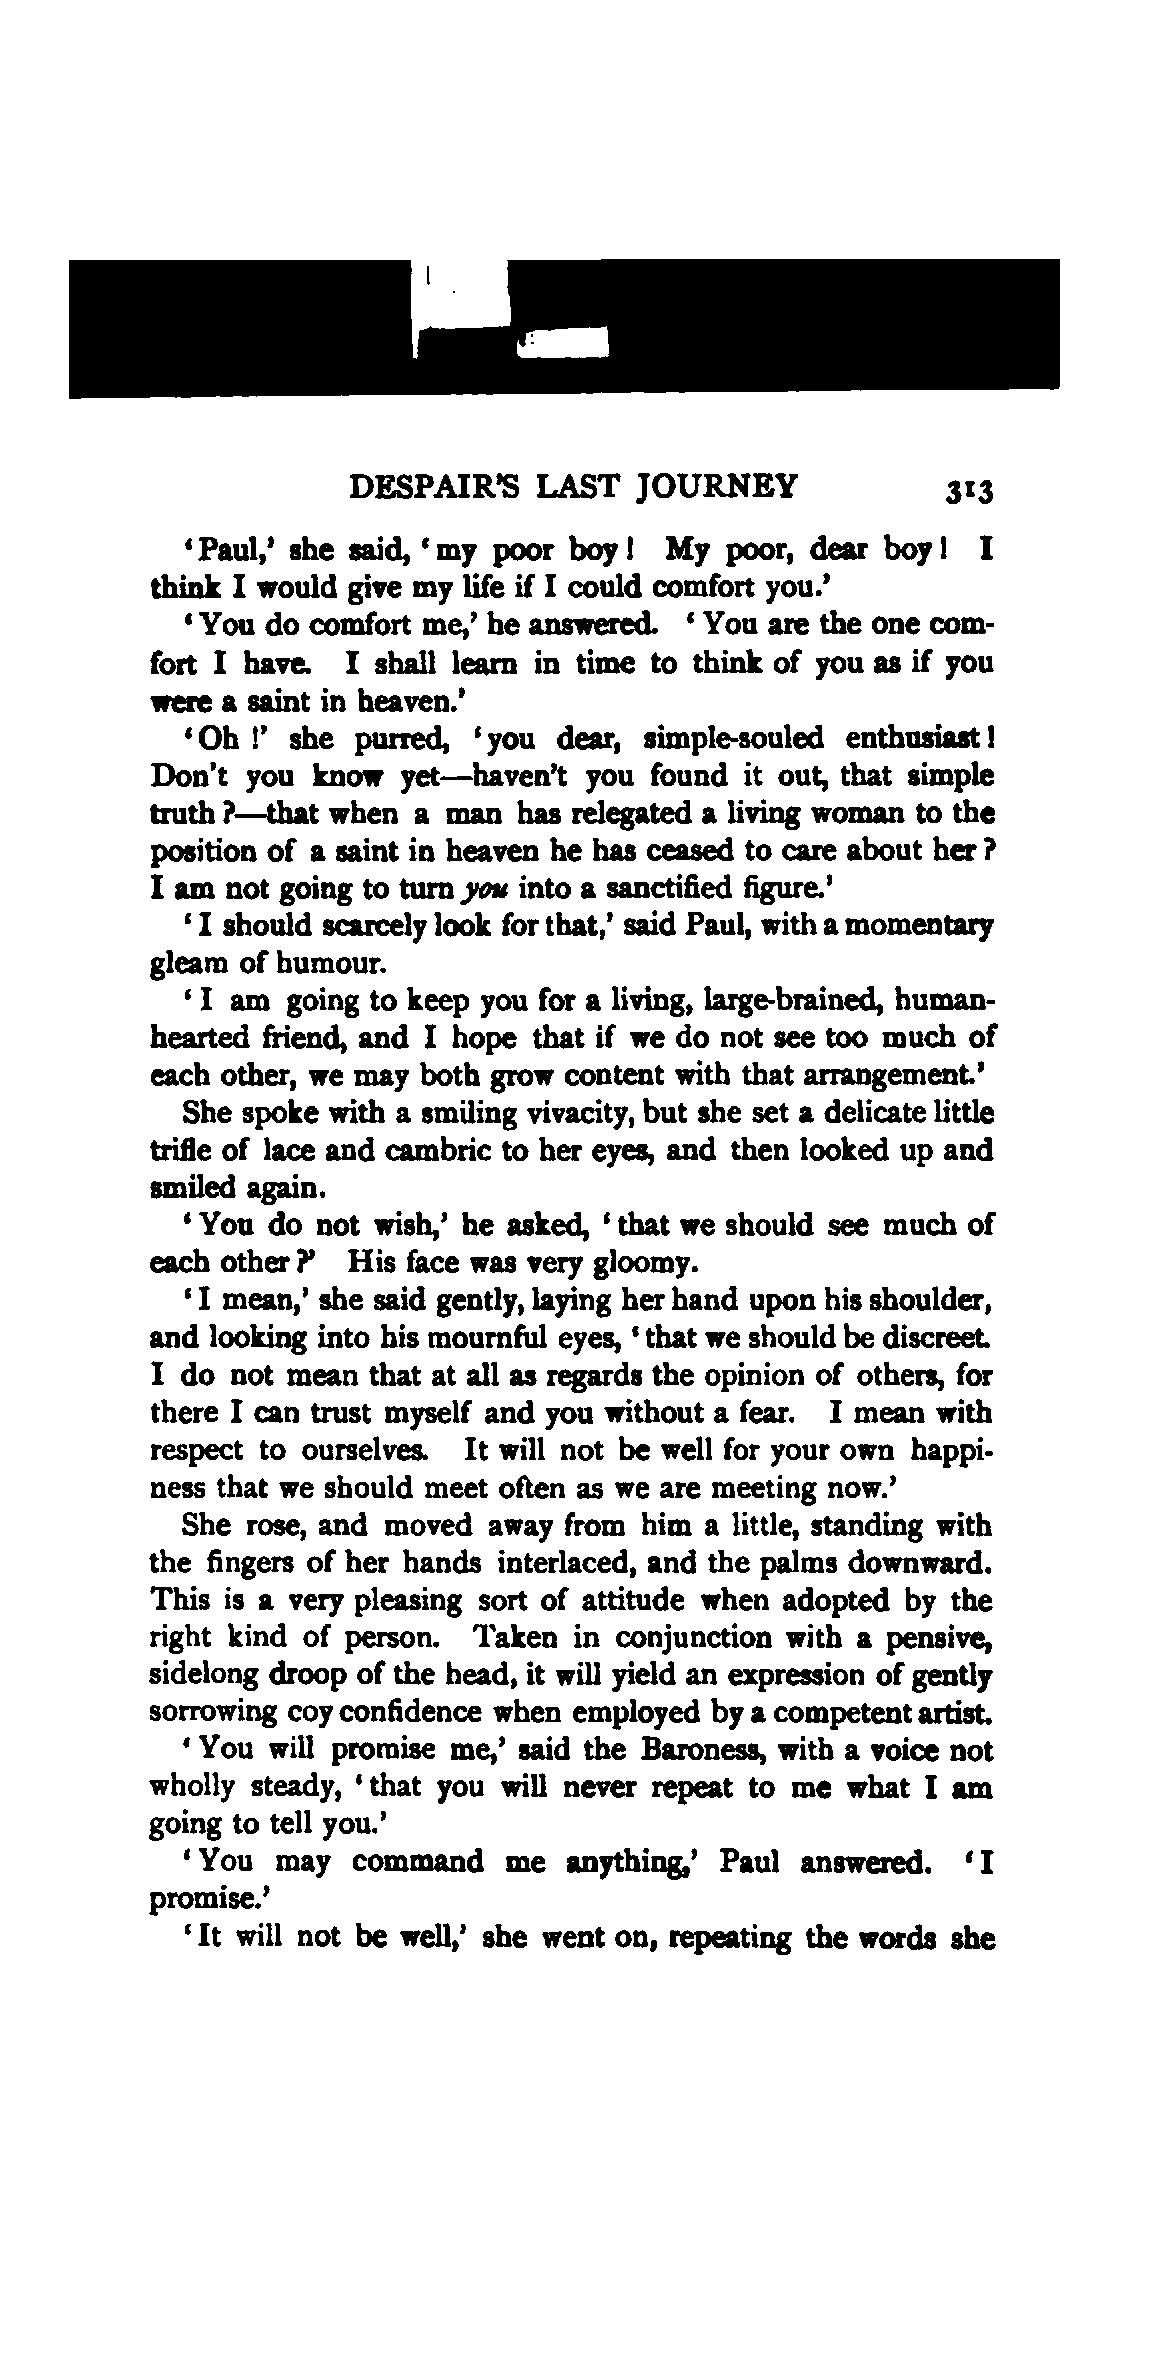 DESPAIR'S LAST JOURNEY 313
'Paul,' she said, 'my poor boy! My poor, dear boy! I
think I would give my life if I could comfort you.'
'You do comfort me,' he answered. 'You are the one com-
fort I have. I shall learn in time to think of you as if you
were a saint in heaven.'
'Oh!' she purred, 'you dear, simple-souled enthusiast!
Don't you know yet—haven't you found it out, that simple
truth?—that when a man has relegated a living woman to the
position of a saint in heaven he has ceased to care about her?
I am not going to turn you into a sanctified figure.'
'I should scarcely look for that,' said Paul, with a momentary
gleam of humour.
'I am going to keep you for a living, large-brained, human-
hearted friend, and I hope that if we do not see too much of
each other, we may both grow content with that arrangement.'
She spoke with a smiling vivacity, but she set a delicate little
trifle of lace and cambric to her eyes, and then looked up and
smiled again.
'You do not wish,' he asked, 'that we should see much of
each other?' His face was very gloomy.
'I mean,' she said gently, laying her hand upon his shoulder,
and looking into his mournful eyes, 'that we should be discreet.
I do not mean that at all as regards the opinion of others, for
there I can trust myself and you without a fear. I mean with
respect to ourselves. It will not be well for your own happi-
ness that we should meet often as we are meeting now.'
She rose, and moved away from him a little, standing with
the fingers of her hands interlaced, and the palms downward.
This is a very pleasing sort of attitude when adopted by the
right kind of person. Taken in conjunction with a pensive,
sidelong droop of the head, it will yield an expression of gently
sorrowing coy confidence when employed by a competent artist.
'You will promise me,' said the Baroness, with a voice not
wholly steady, 'that you will never repeat to me what I am
going to tell you.'
'You may command me anything,' Paul answered. 'I
promise.'
'It will not be well,' she went on, repeating the words she